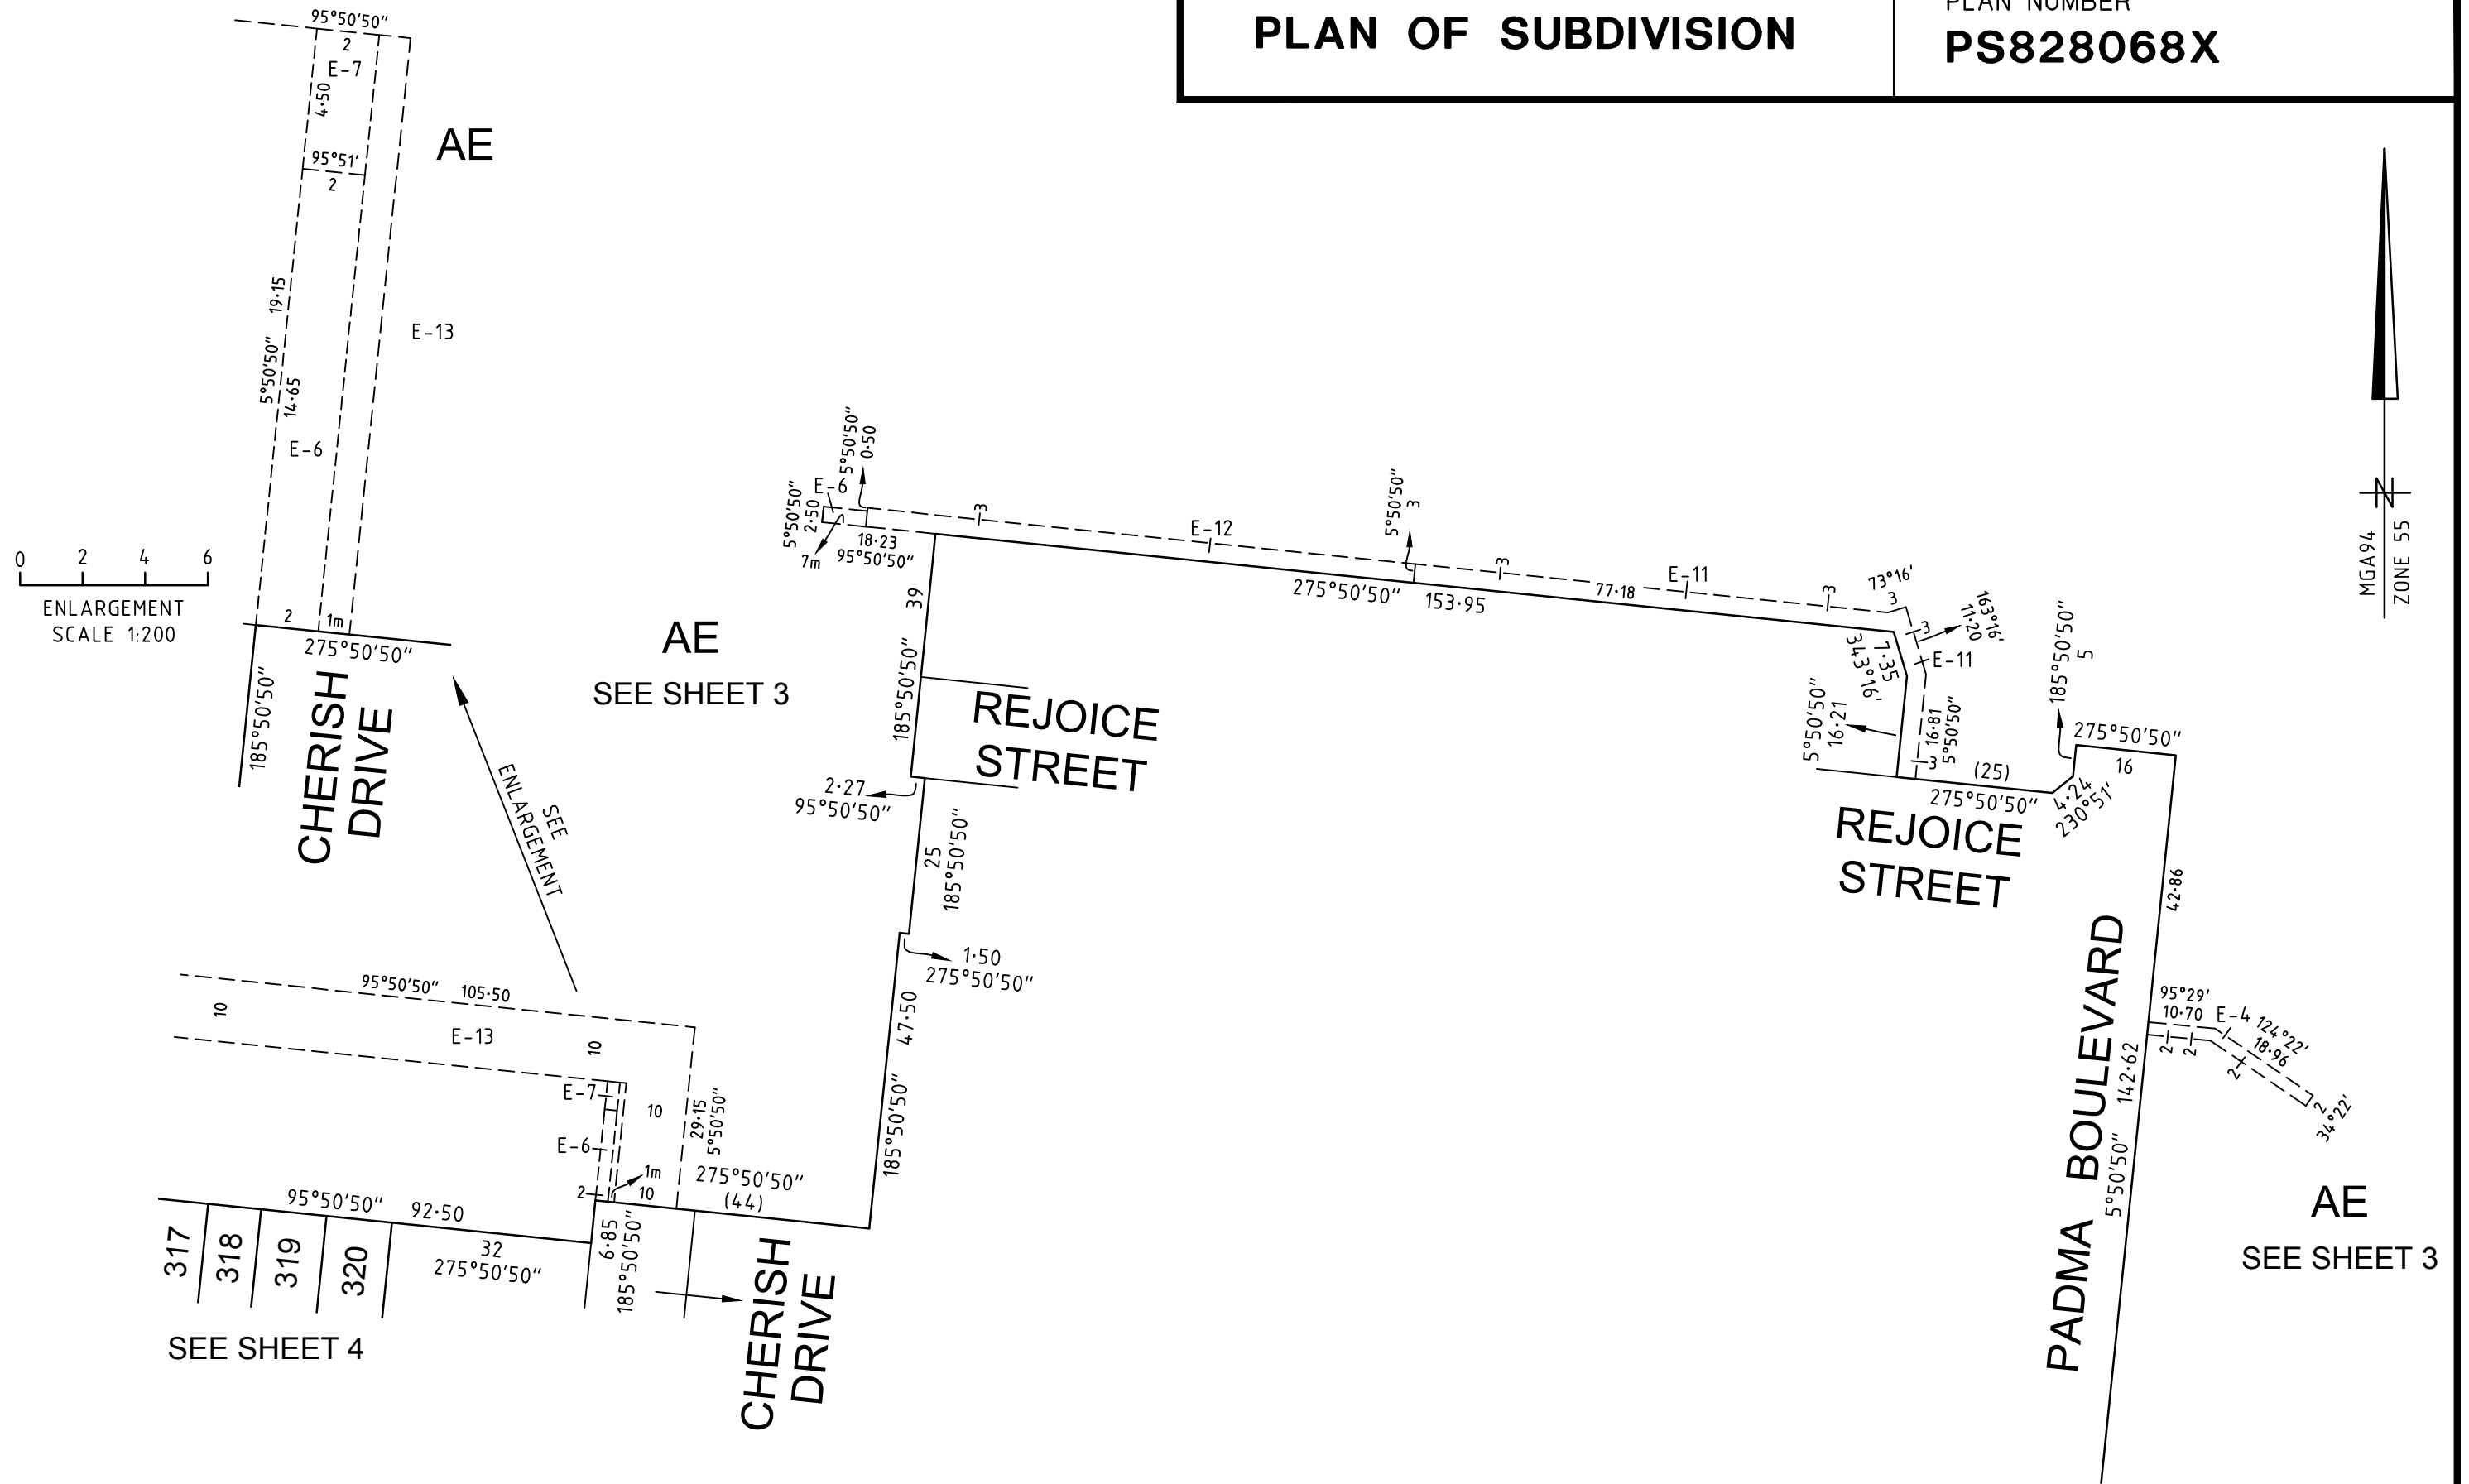 PLAN OF SUBDIVISION
PLAN NUMBER
PS828068X
95°50'50"
2
E-7
4·50
AE
95°51'
2
19·15
5°50'50"
14·65
E-13
E-6
0 2 4 6
ENLARGEMENT
SCALE 1:200
2 1m
275°50'50"
185°50'50"
CHERISH
DRIVE
SEE
ENLARGEMENT
MGA94
ZONE 55
N
5°50'50"
0·50
E-6
5°50'50"
2·50
7m
18·23
95°50'50"
3
E-12
5°50'50"
3
3
E-11
77·18
275°50'50" 153·95
3
73°16'
3
163°16'
11·20
3
E-11
7·35
343°16'
5°50'50"
16·21
16·81
5°50'50"
3
185°50'50"
5
275°50'50"
16
(25)
275°50'50"
4·24
230°51'
REJOICE
STREET
39
185°50'50"
AE
SEE SHEET 3
REJOICE
STREET
2·27
95°50'50"
25
185°50'50"
1·50
275°50'50"
47·50
185°50'50"
42·86
PADMA BOULEVARD
95°29'
10·70
E-4
124°22'
18·96
2
2
2
2
34°22'
142·62
5°50'50"
AE
SEE SHEET 3
95°50'50" 105·50
10
E-13
10
E-7
10
29·15
5°50'50"
E-6
1m
2
10
275°50'50"
(44)
95°50'50" 92·50
32
275°50'50"
6·85
185°50'50"
317
318
319
320
SEE SHEET 4
CHERISH
DRIVE